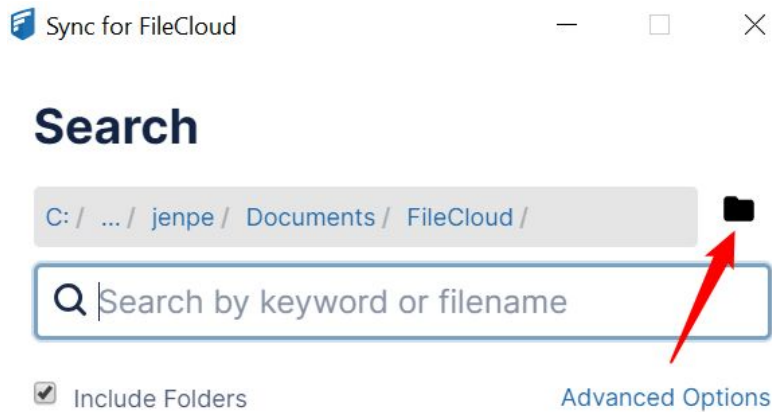 Sync for FileCloud
Search
C: / ... / jenpe / Documents / FileCloud /
Search by keyword or filename
Include Folders Advanced Options